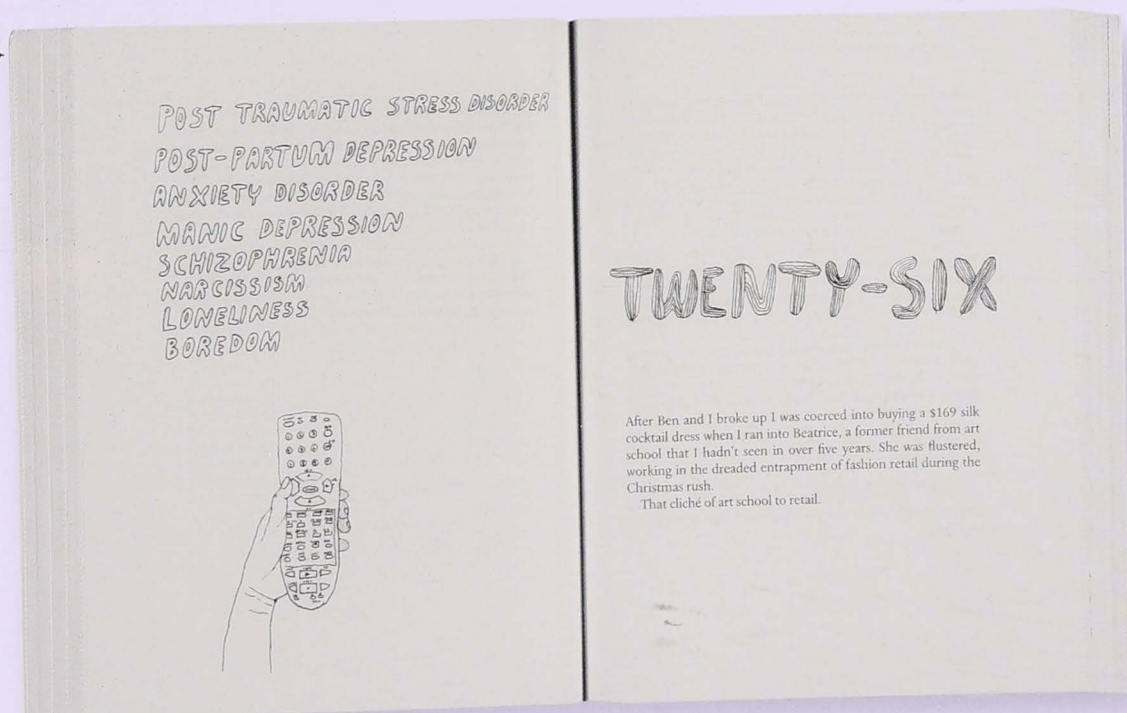 POST TRAUMATIC STRESS DISORDER
POST-PARTUM DEPRESSION
ANXIETY DISORDER
MANIC DEPRESSION
SCHIZOPHRENIA
NARCISSISM
LONELINESS
BOREDOM
TWENTY-SIX
After Ben and I broke up I was coerced into buying a $169 silk
cocktail dress when I ran into Beatrice, a former friend from art
school that I hadn't seen in over five years. She was flustered,
working in the dreaded entrapment of fashion retail during the
Christmas rush.
That cliché of art school to retail.